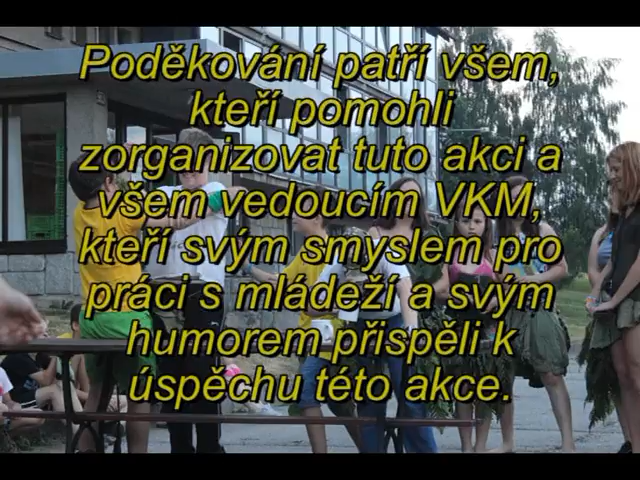 Poděkování patří všem,
kteří pomohli
zorganizovat tuto akci a
všem vedoucím VKM,
kteří svým smyslem pro
práci s mládeží a svým
humorem přispěli k
úspěchu této akce.